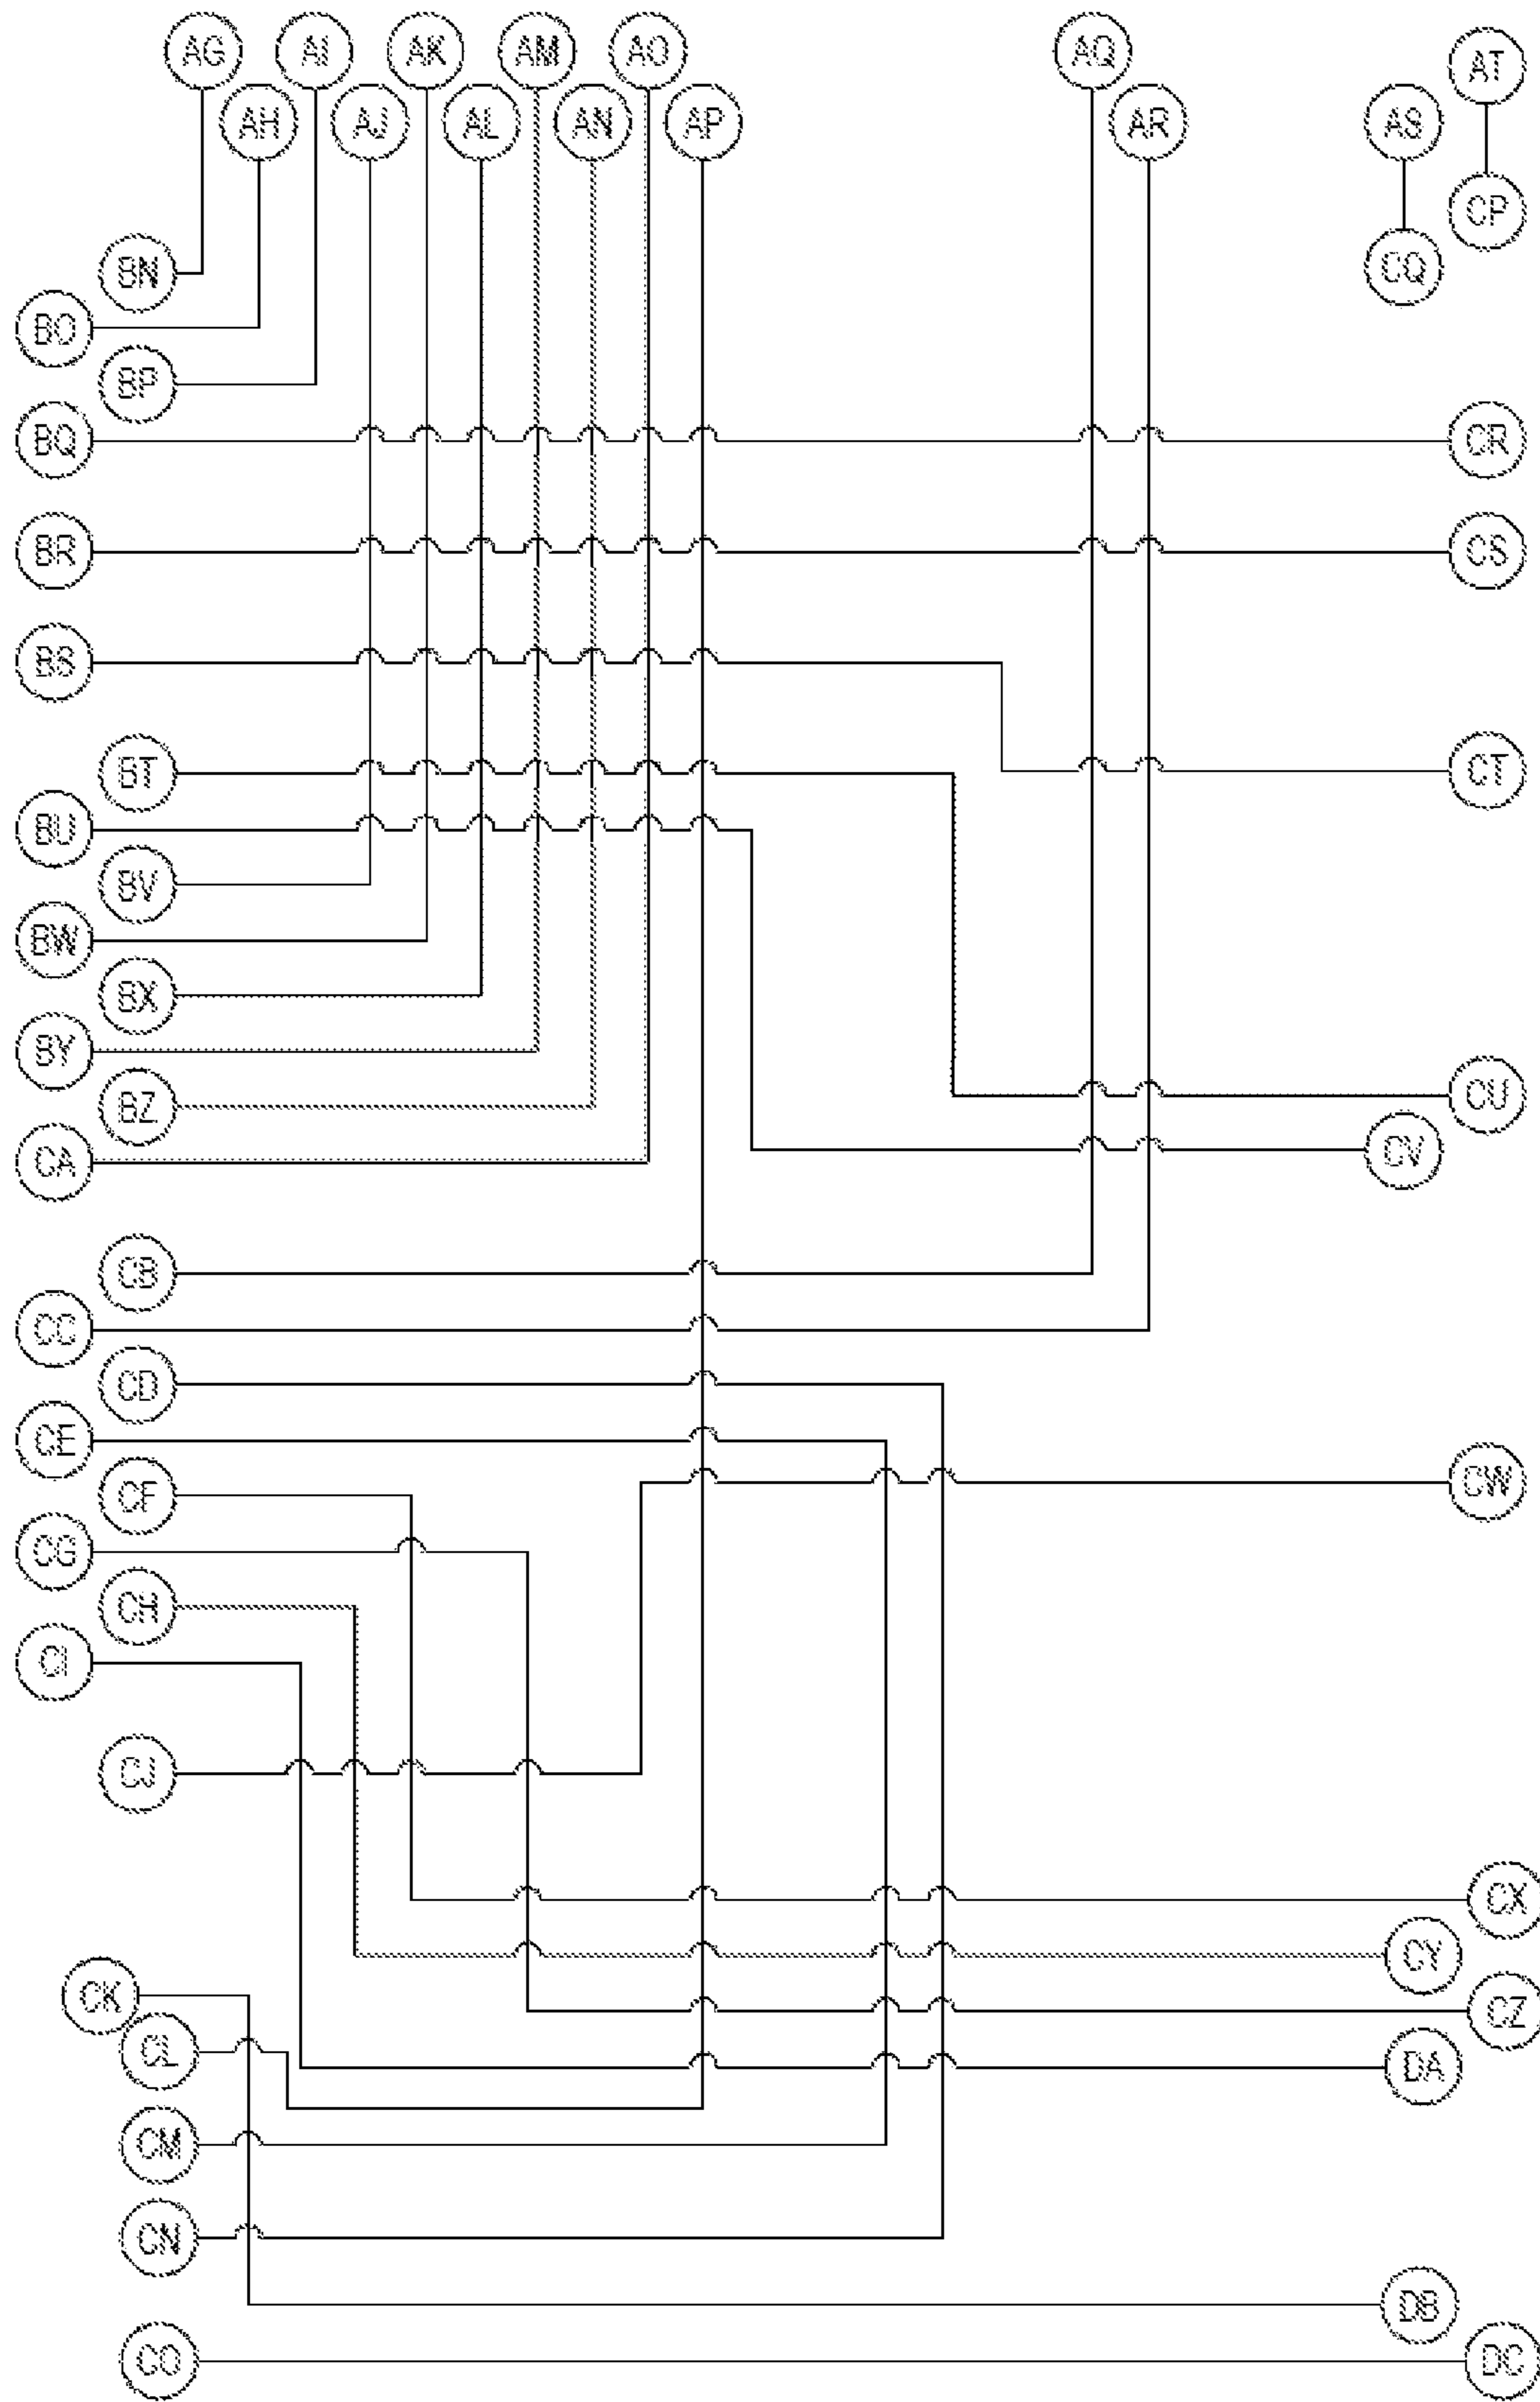 AG AI AK AM AO AQ
AT
AH AJ AL AN AP AR AS
CP
BN CQ
BO
BP
BQ CR
BR CS
BS
BT CT
BU
BV
BW
BX
BY
BZ CU
CA CV
CB
CC
CD
CE
CF CW
CG
CH
CI
CJ
CX
CY
CK CZ
CL DA
CM
CN
DB
CO DC